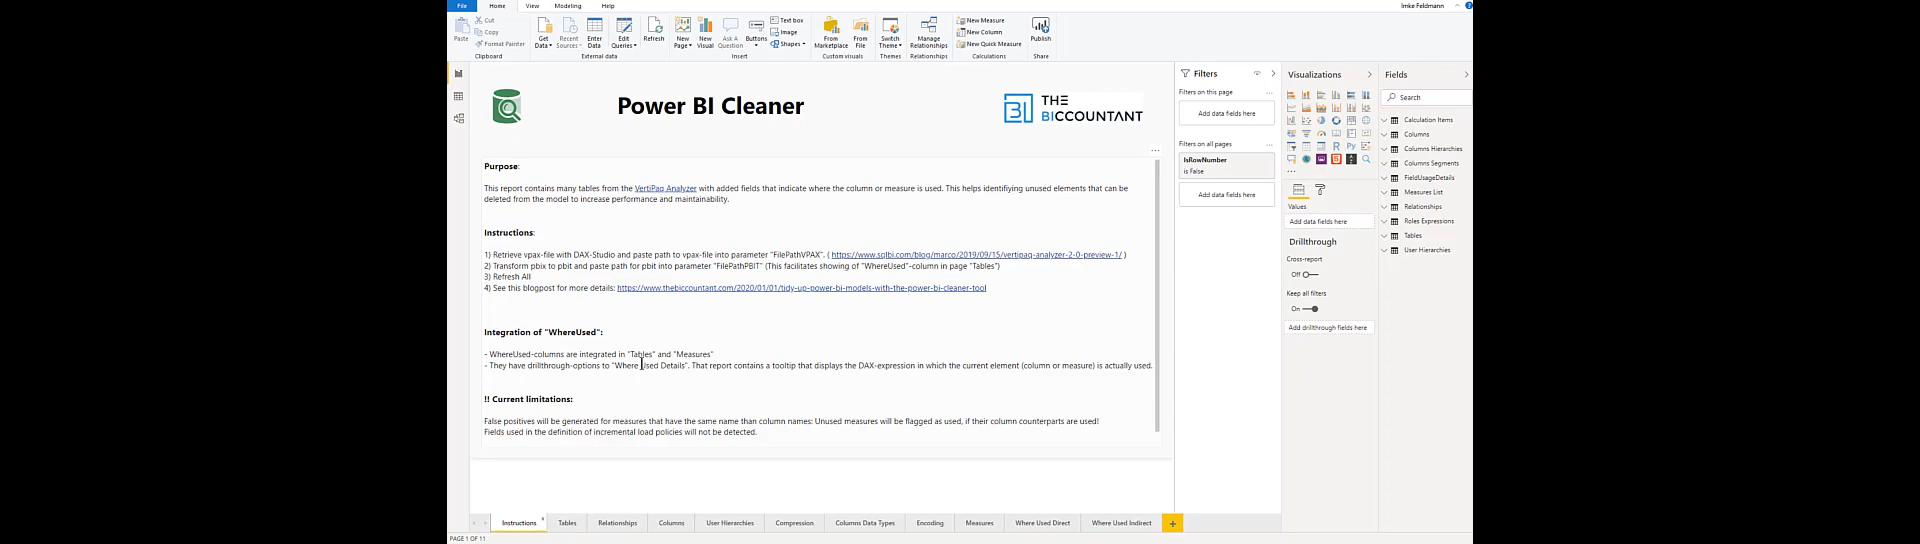 File Home View Modeling Help Imke Feldmann
Paste Cut Copy Format Painter Clipboard
Get Data Recent Sources Enter Data Edit Queries Refresh External data
New Page New Visual Ask A Question Buttons Text box Image Shapes Insert
From Marketplace From File Custom visuals
Switch Theme Themes
Manage Relationships Relationships
New Measure New Column New Quick Measure Calculations
Publish Share
Power BI Cleaner
BI THE
BICCOUNTANT
Purpose:
This report contains many tables from the VertiPaq Analyzer with added fields that indicate where the column or measure is used. This helps identifiying unused elements that can be
deleted from the model to increase performance and maintainability.
Instructions:
1) Retrieve vpax-file with DAX-Studio and paste path to vpax-file into parameter "FilePathVPAX". ( https://www.sqlbi.com/blog/marco/2019/09/15/vertipaq-analyzer-2-0-preview-1/ )
2) Transform pbix to pbit and paste path for pbit into parameter "FilePathPBIT" (This facilitates showing of "WhereUsed"-column in page "Tables")
3) Refresh All
4) See this blogpost for more details: https://www.thebiccountant.com/2020/01/01/tidy-up-power-bi-models-with-the-power-bi-cleaner-tool
Integration of "WhereUsed":
- WhereUsed-columns are integrated in "Tables" and "Measures"
- They have drillthrough-options to "Where Used Details". That report contains a tooltip that displays the DAX-expression in which the current element (column or measure) is actually used.
!! Current limitations:
False positives will be generated for measures that have the same name than column names: Unused measures will be flagged as used, if their column counterparts are used!
Fields used in the definition of incremental load policies will not be detected.
Filters
Filters on this page
Add data fields here
Filters on all pages
IsRowNumber
is False
Add data fields here
Visualizations
R Py
Values
Add data fields here
Drillthrough
Cross-report
Off
Keep all filters
On
Add drillthrough fields here
Fields
Search
Calculation Items
Columns
Columns Hierarchies
Columns Segments
FieldUsageDetails
Measures List
Relationships
Roles Expressions
Tables
User Hierarchies
Instructions Tables Relationships Columns User Hierarchies Compression Columns Data Types Encoding Measures Where Used Direct Where Used Indirect +
PAGE 1 OF 11